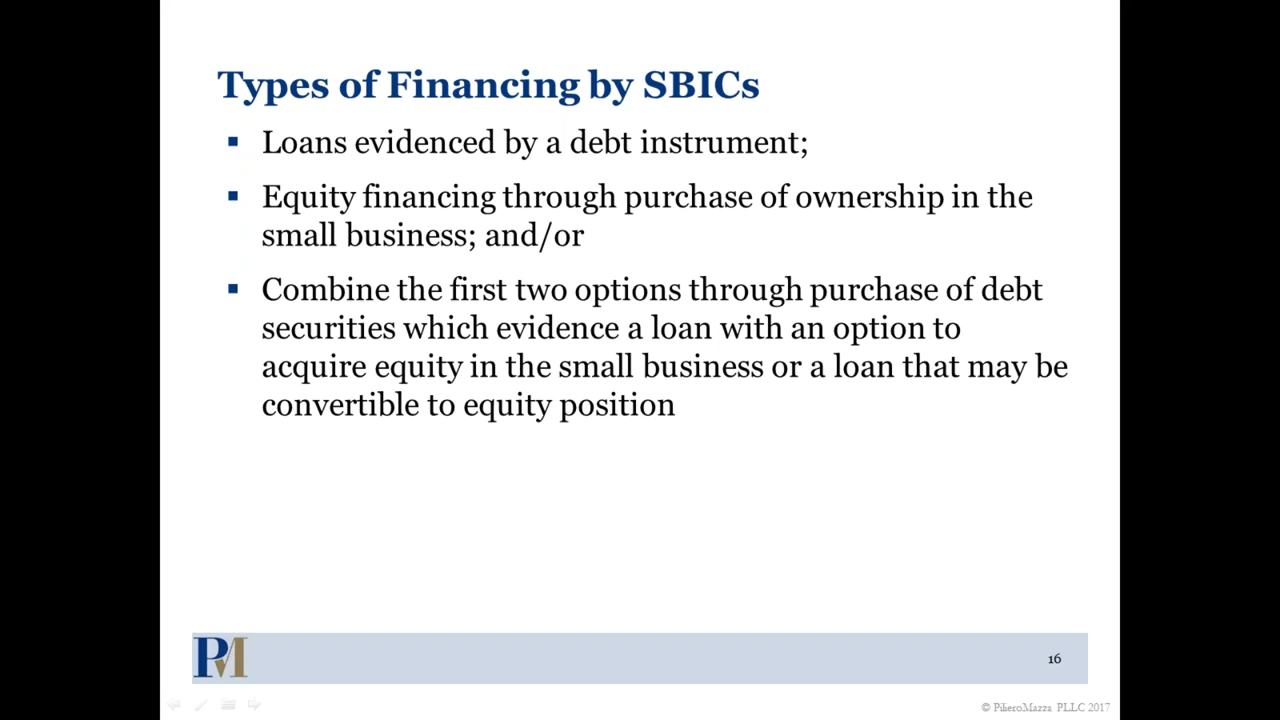 Types of Financing by SBICs
Loans evidenced by a debt instrument;
Equity financing through purchase of ownership in the
small business; and/or
Combine the first two options through purchase of debt
securities which evidence a loan with an option to
acquire equity in the small business or a loan that may be
convertible to equity position
PM
16
© PilieroMazza PLLC 2017